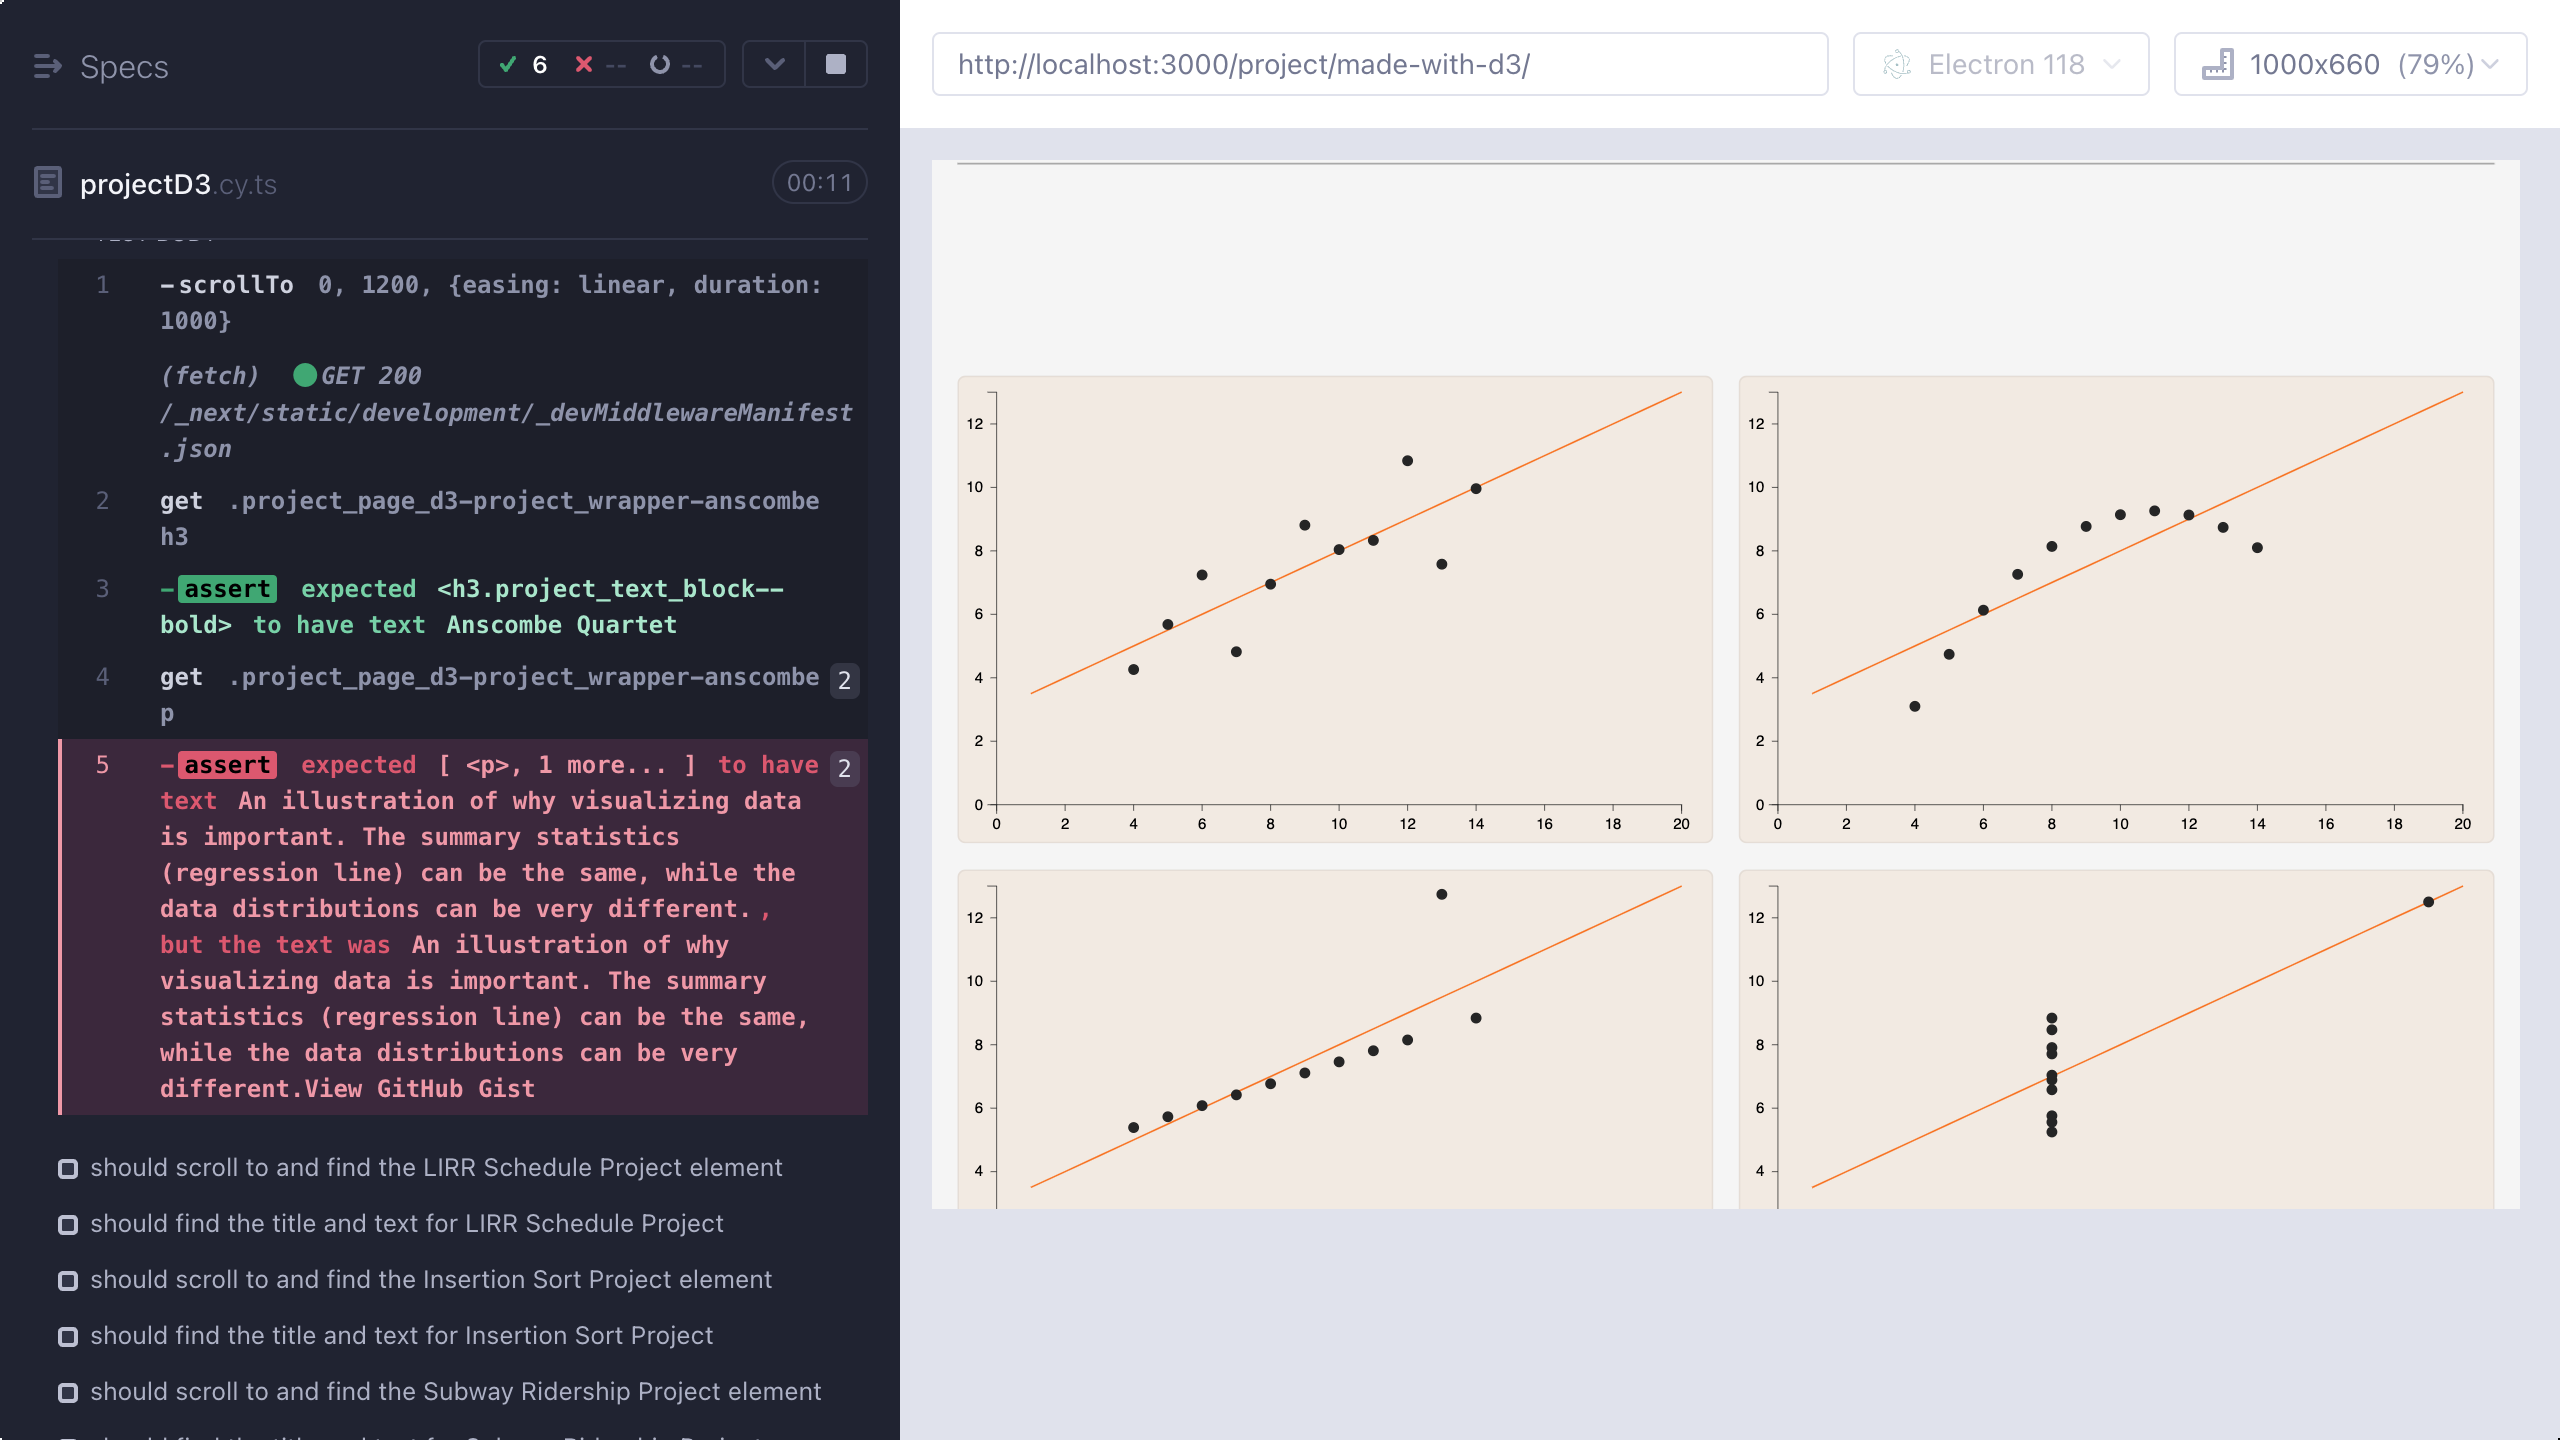 Specs
6 -- --
projectD3.cy.ts
00:11
1 -scrollTo 0, 1200, {easing: linear, duration:
1000}
(fetch) GET 200
/_next/static/development/_devMiddlewareManifest
.json
2 get .project_page_d3-project_wrapper-anscombe
h3
3 -assert expected <h3.project_text_block--
bold> to have text Anscombe Quartet
4 get .project_page_d3-project_wrapper-anscombe 2
p
5 -assert expected [ <p>, 1 more... ] to have 2
text An illustration of why visualizing data
is important. The summary statistics
(regression line) can be the same, while the
data distributions can be very different. ,
but the text was An illustration of why
visualizing data is important. The summary
statistics (regression line) can be the same,
while the data distributions can be very
different.View GitHub Gist
should scroll to and find the LIRR Schedule Project element
should find the title and text for LIRR Schedule Project
should scroll to and find the Insertion Sort Project element
should find the title and text for Insertion Sort Project
should scroll to and find the Subway Ridership Project element
http://localhost:3000/project/made-with-d3/
Electron 118
1000x660 (79%)
12
10
8
6
4
2
0
0 2 4 6 8 10 12 14 16 18 20
12
10
8
6
4
2
0
0 2 4 6 8 10 12 14 16 18 20
12
10
8
6
4
12
10
8
6
4